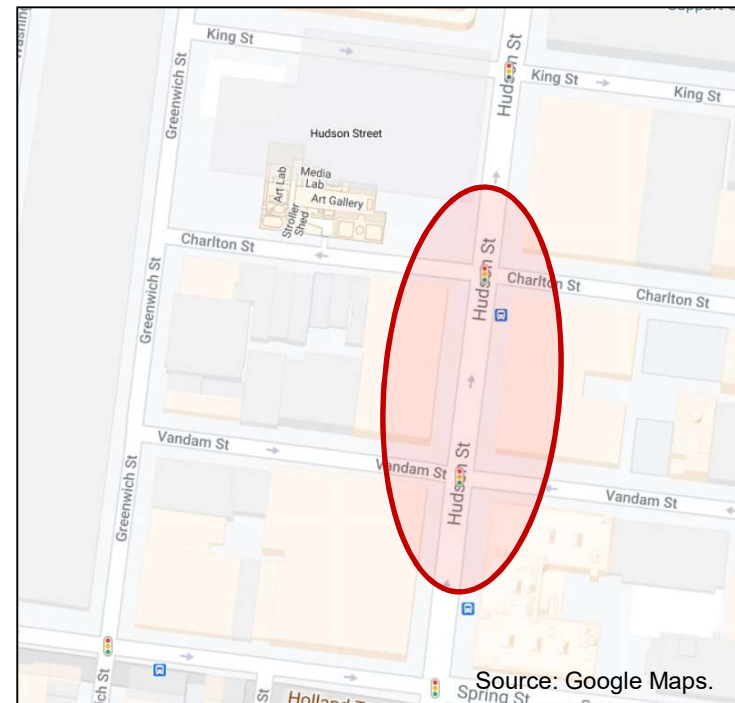 King St
Hudson St
King St
King St
Greenwich St
Hudson Street
Art Lab
Media
Lab
Art Gallery
Stroller
Shed
Charlton St
Hudson St
Charlton St
Charlton St
Greenwich St
Vandam St
Vandam St
Hudson St
Vandam St
Greenwich St
Source: Google Maps.
Spring St